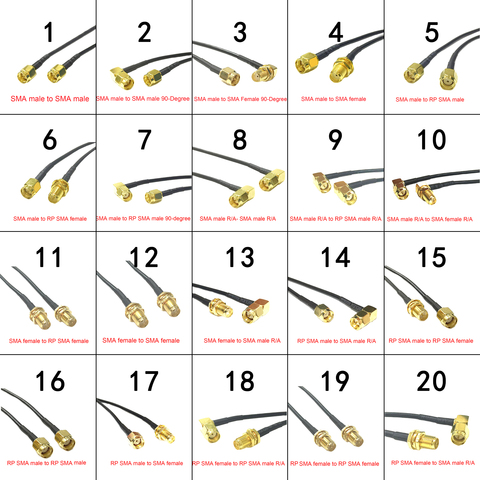 1
2
3
4
5
SMA male to SMA male
SMA male to SMA male 90-Degree
SMA male to SMA Female 90-Degree
SMA male to SMA female
SMA male to RP SMA male
6
7
8
9
10
SMA male to RP SMA female
SMA male to RP SMA male 90-degree
SMA male R/A- SMA male R/A
SMA male R/A to RP SMA male R/A
SMA male R/A to SMA female R/A
11
12
13
14
15
SMA female to RP SMA female
SMA female to SMA female
SMA female to SMA male R/A
RP SMA male to SMA male R/A
RP SMA male to RP SMA female
16
17
18
19
20
RP SMA male to RP SMA male
RP SMA male to SMA female
RP SMA female to RP SMA male R/A
RP SMA female to RP SMA female
RP SMA female to SMA male R/A